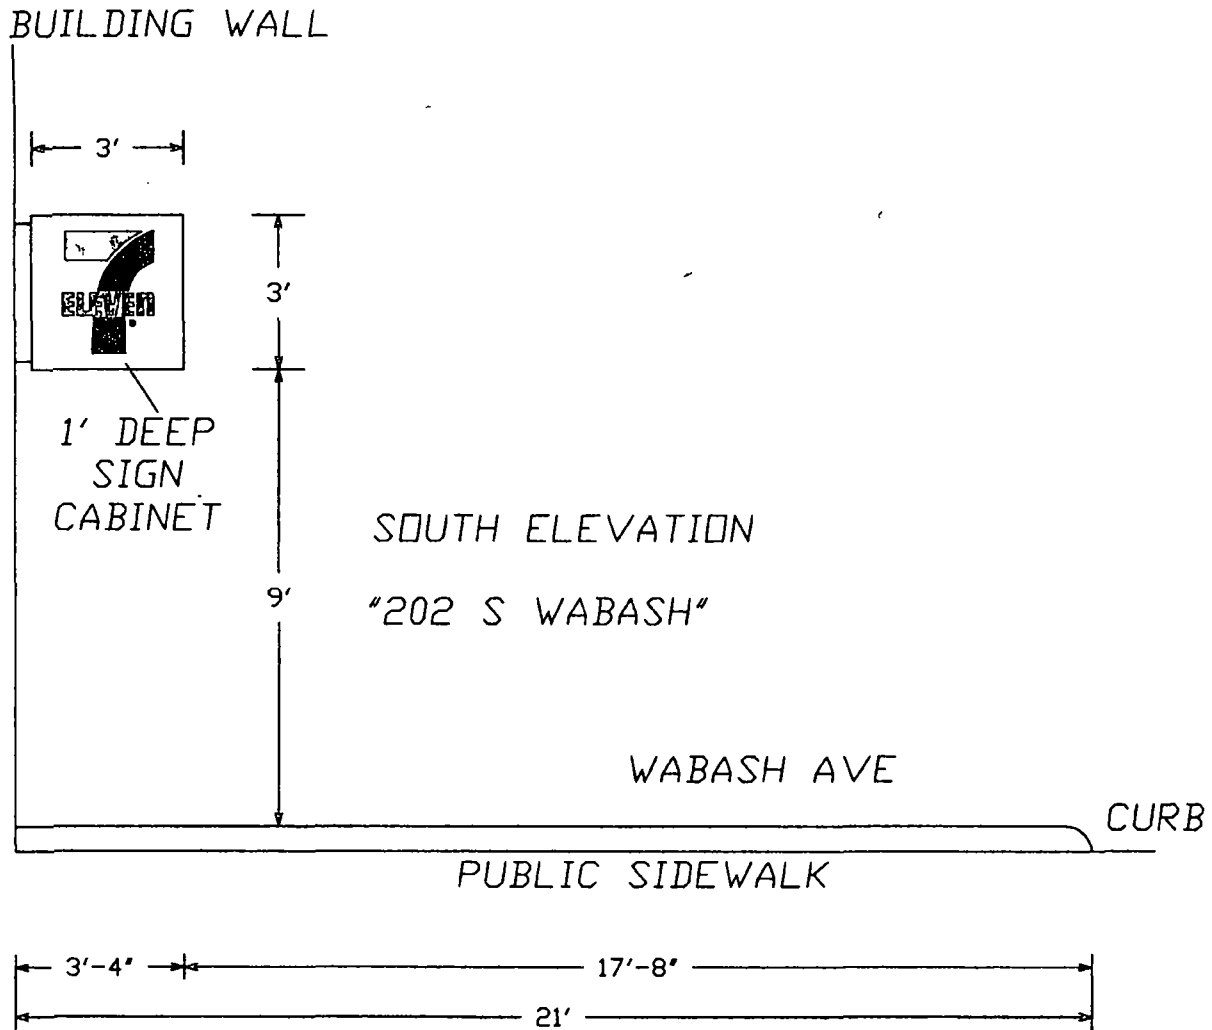 BUILDING WALL
3'
3'
ELEVEN
1' DEEP
SIGN
CABINET
SOUTH ELEVATION
9'
"202 S WABASH"
WABASH AVE
CURB
PUBLIC SIDEWALK
3'-4"
17'-8"
21'